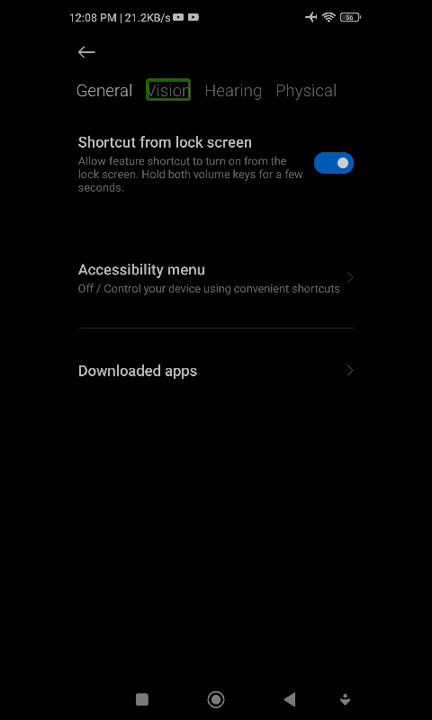 12:08 PM | 21.2KB/s 56
General Vision Hearing Physical
Shortcut from lock screen
Allow feature shortcut to turn on from the
lock screen. Hold both volume keys for a few
seconds.
Accessibility menu
Off / Control your device using convenient shortcuts
Downloaded apps